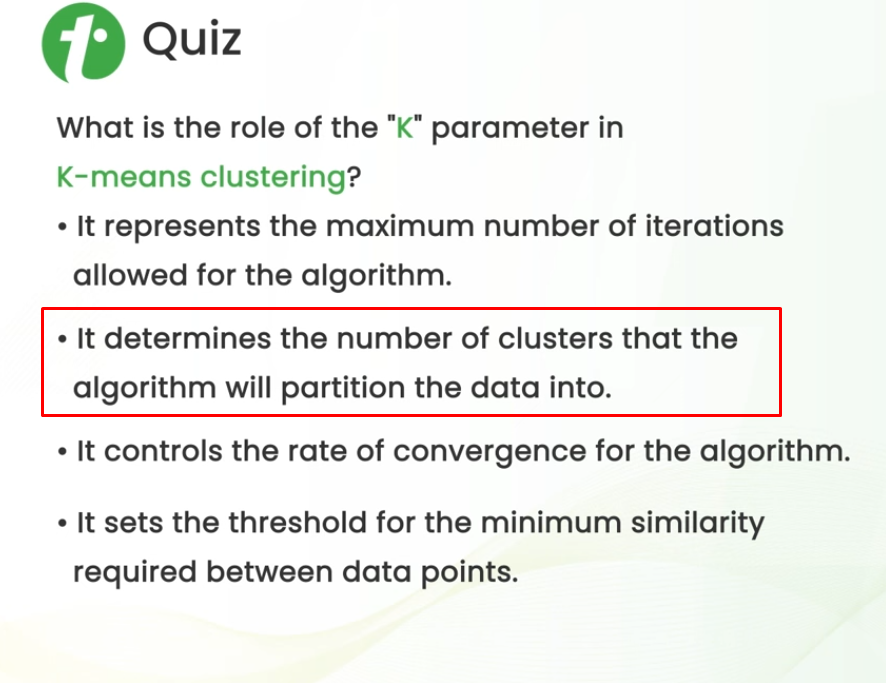 Quiz
What is the role of the "K" parameter in
K-means clustering?
• It represents the maximum number of iterations
allowed for the algorithm.
• It determines the number of clusters that the
algorithm will partition the data into.
• It controls the rate of convergence for the algorithm.
• It sets the threshold for the minimum similarity
required between data points.